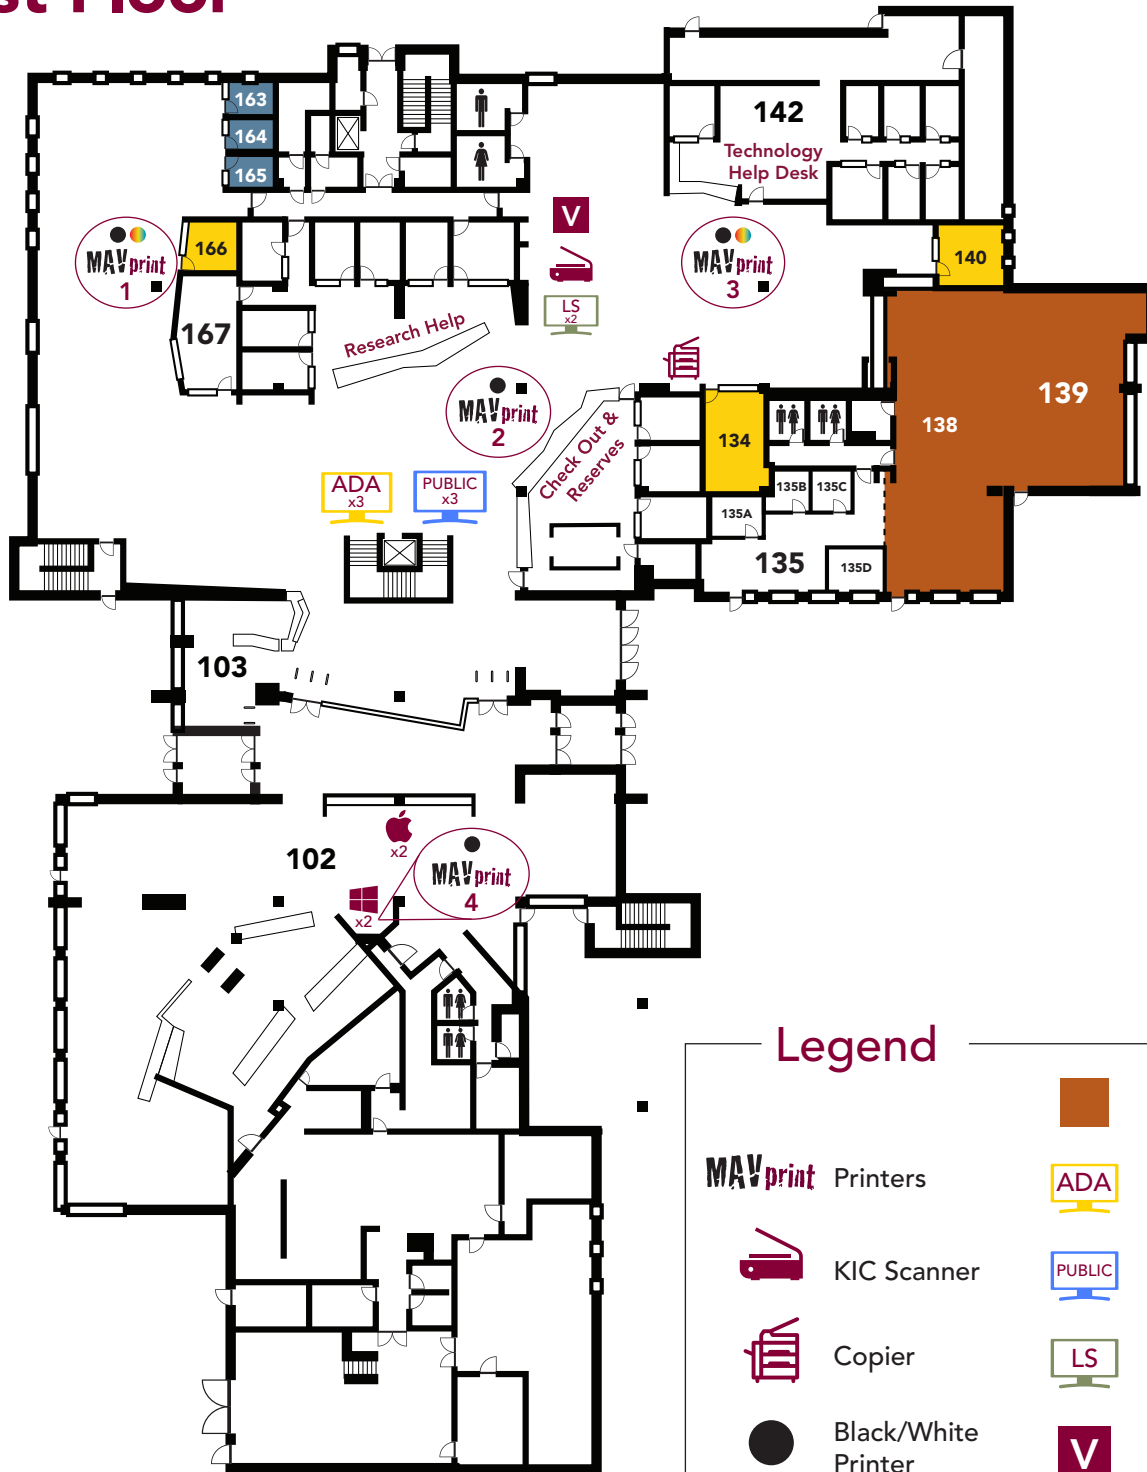 st Floor
163
164
165
142
Technology
Help Desk
V
MAVprint
1
166
MAVprint
3
140
LS
x2
167
Research Help
139
138
MAVprint
2
Check Out &
Reserves
134
135B
135C
ADA
x3
PUBLIC
x3
135A
135
135D
103
x2
102
MAVprint
4
x2
Legend
MAVprint Printers
ADA
KIC Scanner
PUBLIC
Copier
LS
Black/White
Printer
V